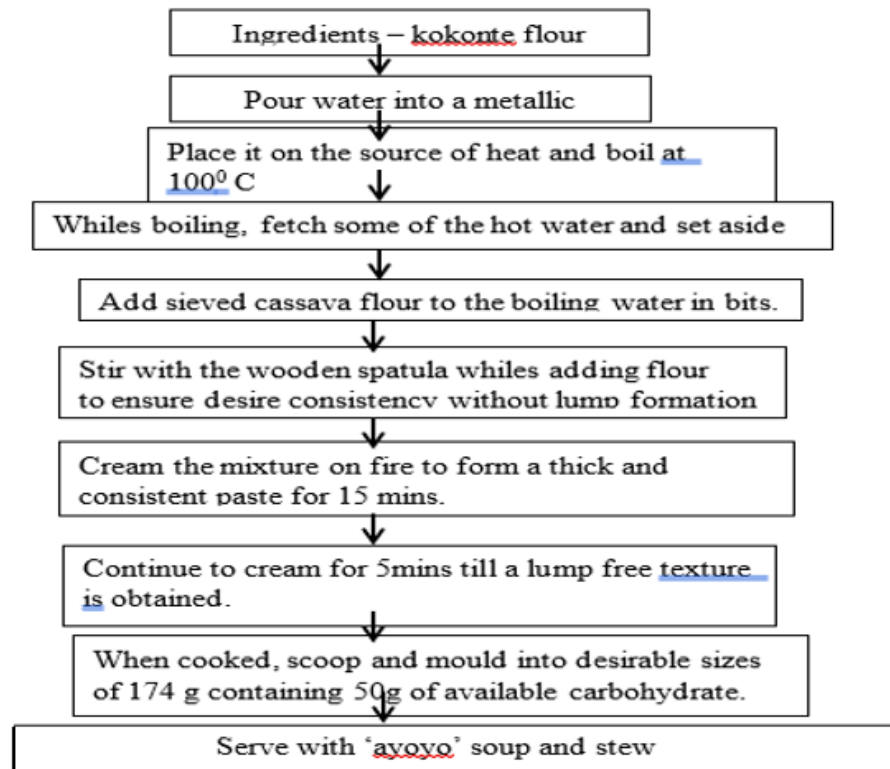 Ingredients – kokonte flour
Pour water into a metallic
Place it on the source of heat and boil at
100⁰ C
Whiles boiling, fetch some of the hot water and set aside
Add sieved cassava flour to the boiling water in bits.
Stir with the wooden spatula whiles adding flour
to ensure desire consistency without lump formation
Cream the mixture on fire to form a thick and
consistent paste for 15 mins.
Continue to cream for 5mins till a lump free texture
is obtained.
When cooked, scoop and mould into desirable sizes
of 174 g containing 50g of available carbohydrate.
Serve with ‘ayoyo’ soup and stew